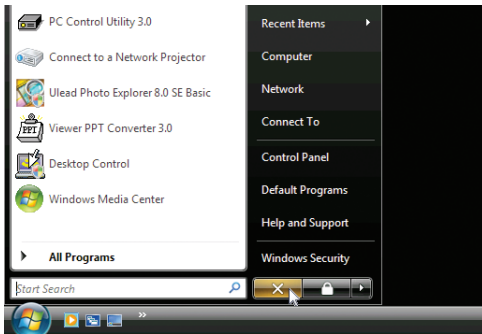 PC Control Utility 3.0
Connect to a Network Projector
Ulead Photo Explorer 8.0 SE Basic
PPT
Viewer PPT Converter 3.0
Desktop Control
Windows Media Center
All Programs
Start Search
Recent Items
Computer
Network
Connect To
Control Panel
Default Programs
Help and Support
Windows Security